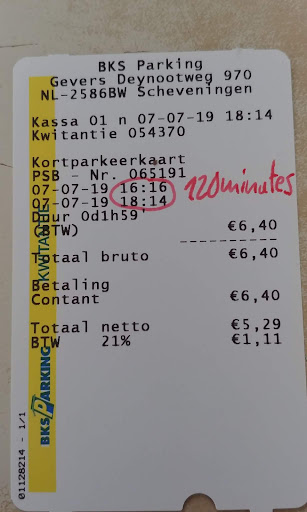 BKS Parking
Gevers Deynootweg 970
NL-2586BW Scheveningen
Kassa 01 n 07-07-19 18:14
Kwitantie 054370
Kortparkeerkaart
PSB - Nr. 065191
07-07-19 16:16
120minutes
07-07-19 18:14
Duur 0d1h59'
(BTW) €6,40
Totaal bruto €6,40
Betaling
Contant €6,40
Totaal netto €5,29
BTW 21% €1,11
KWITANTIE
BKS PARKING
01128214 - 1/1